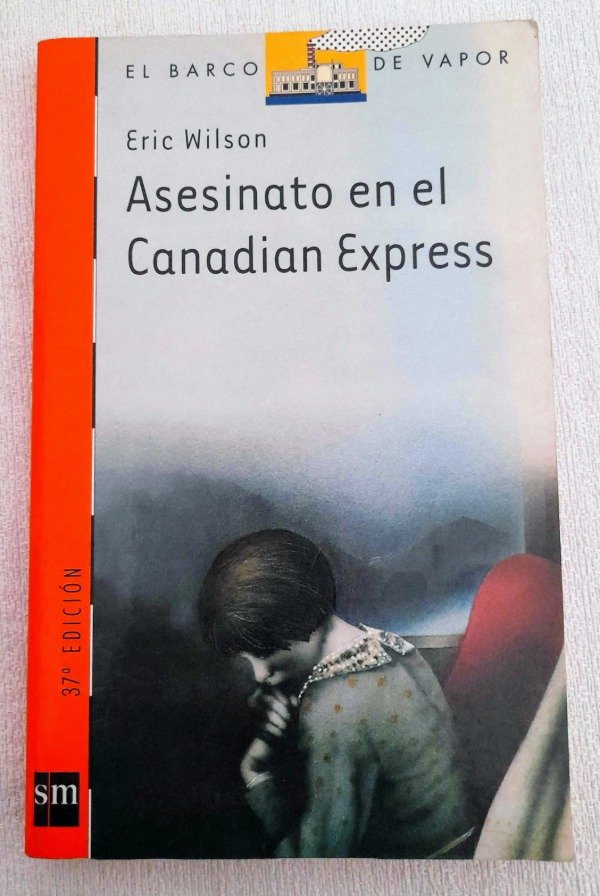 EL BARCO DE VAPOR
Eric Wilson
Asesinato en el
Canadian Express
37ª EDICIÓN
sm